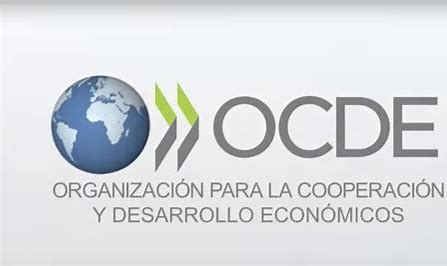 OCDE
ORGANIZACIÓN PARA LA COOPERACIÓN
Y DESARROLLO ECONÓMICOS